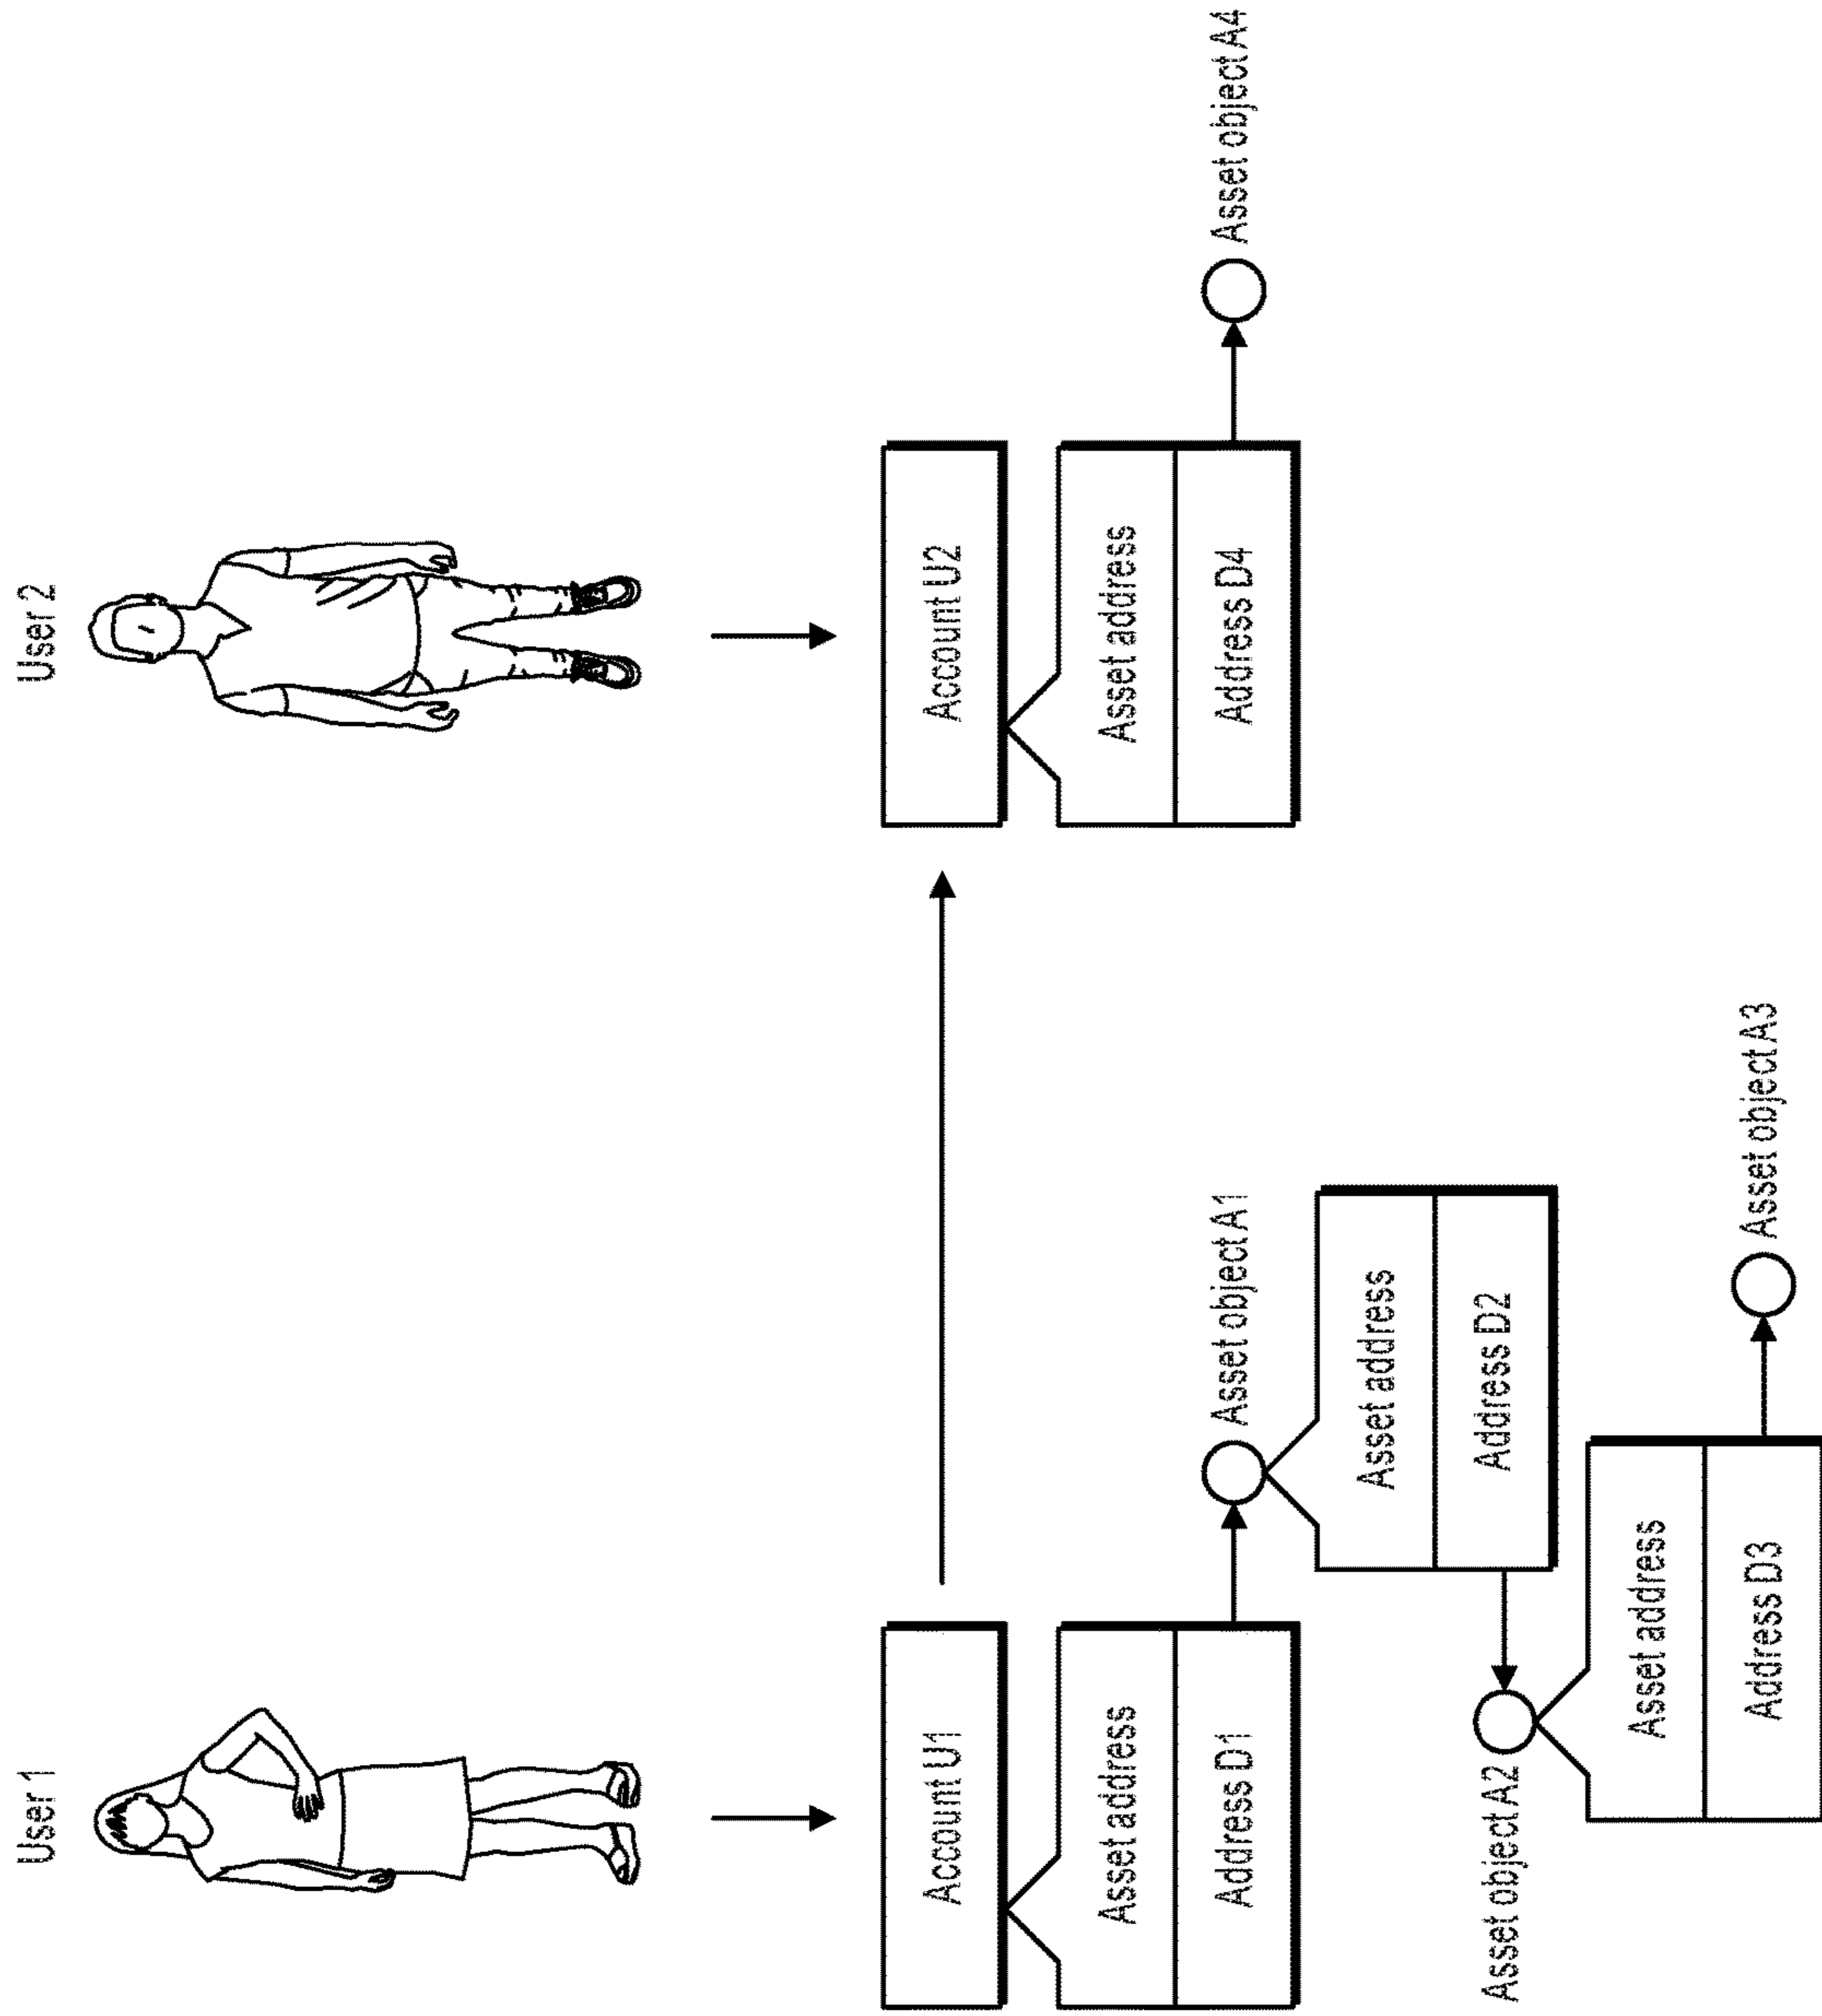 User 1
User 2
Account U1
Account U2
Asset address
Address D1
Asset address
Address D4
Asset object A1
Asset object A4
Asset address
Address D2
Asset object A2
Asset address
Address D3
Asset object A3